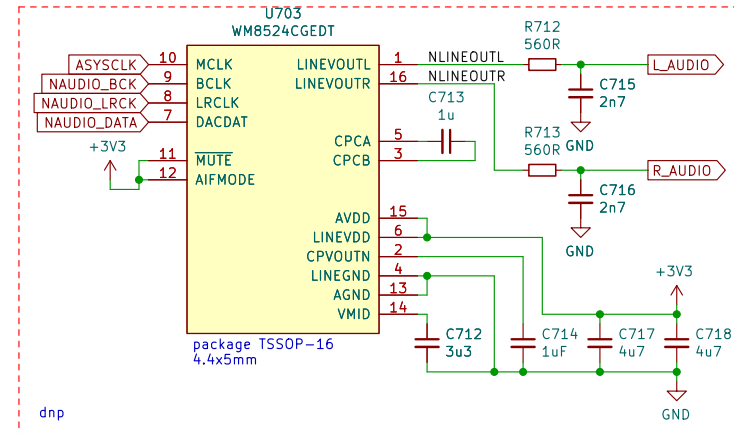 U703
WM8524CGEDT
ASYSCLK
10
MCLK
LINEVOUTL
1
NLINEOUTL
R712
560R
L_AUDIO
NAUDIO_BCK
9
BCLK
LINEVOUTR
16
NLINEOUTR
C715
2n7
NAUDIO_LRCK
8
LRCLK
C713
1u
GND
NAUDIO_DATA
7
DACDAT
CPCA
5
R713
560R
+3V3
11
MUTE
CPCB
3
R_AUDIO
12
AIFMODE
C716
2n7
GND
AVDD
15
LINEVDD
6
CPVOUTN
2
LINEGND
4
+3V3
AGND
13
VMID
14
C712
3u3
C714
1uF
C717
4u7
C718
4u7
package TSSOP-16
4.4x5mm
GND
dnp